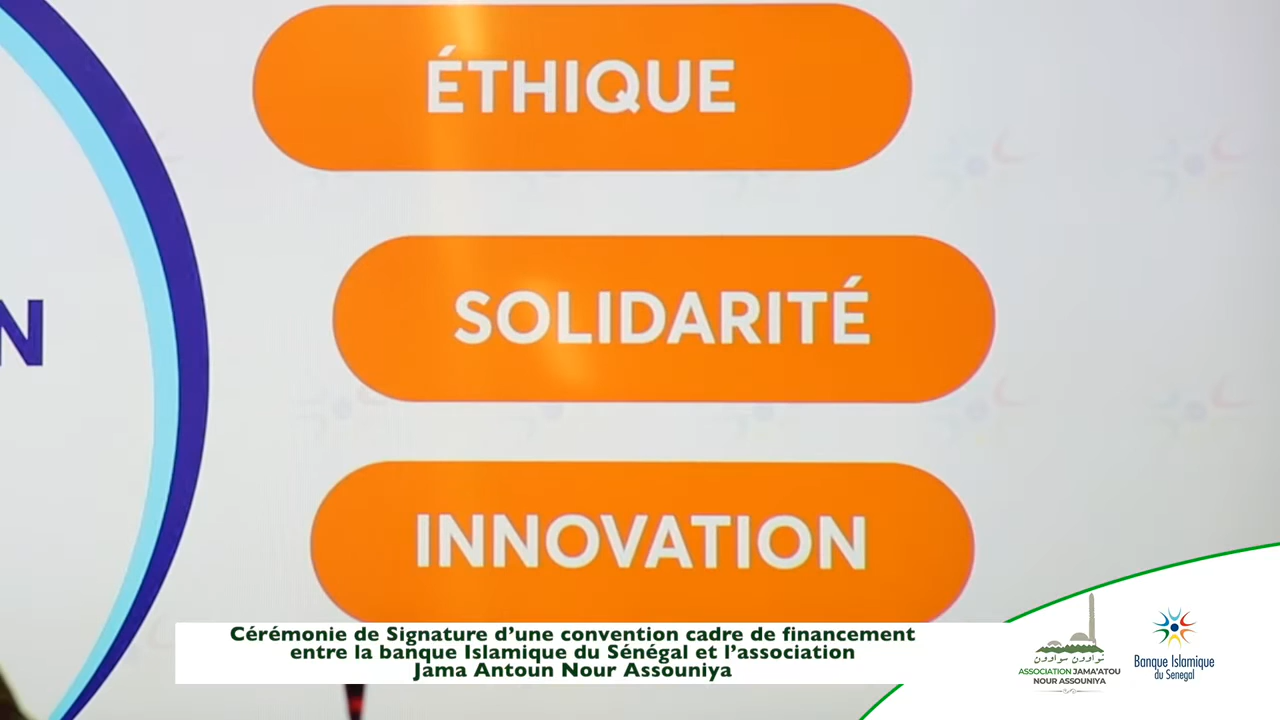 ÉTHIQUE
N
SOLIDARITÉ
INNOVATION
Cérémonie de Signature d’une convention cadre de financement
entre la banque Islamique du Sénégal et l’association
Jama Antoun Nour Assouniya
ASSOCIATION JAMA'ATOU
NOUR ASSOUNIYA
Banque Islamique
du Senegal